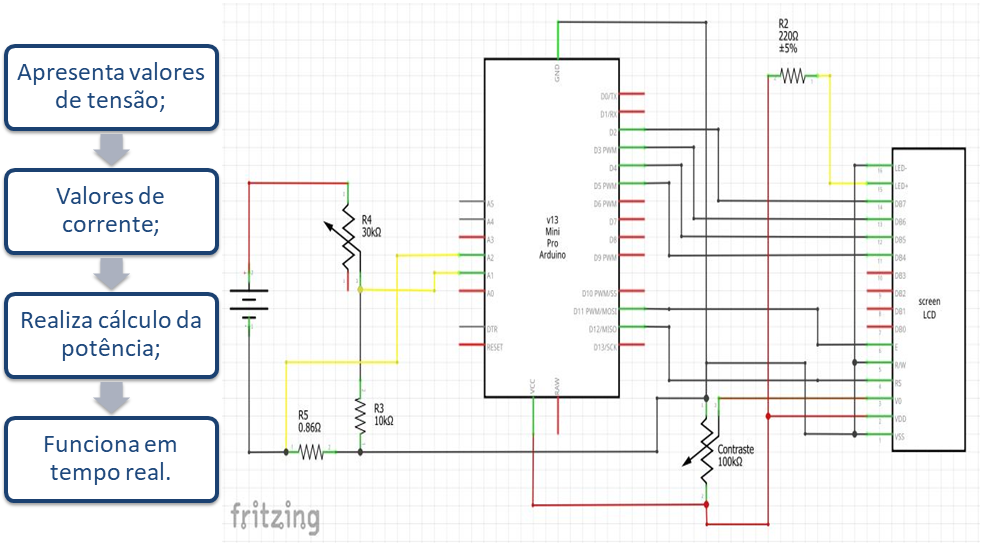 Apresenta valores
de tensão;
Valores de
corrente;
Realiza cálculo da
potência;
Funciona em
tempo real.
R4
30kΩ
R5
0.86Ω
R3
10kΩ
fritzing
GND
A5
A4
A3
A2
A1
A0
DTR
RESET
v13
Mini
Pro
Arduino
D0/TX
D1/RX
D2
D3 PWM
D4
D5 PWM
D6 PWM
D7
D8
D9 PWM
D10 PWM/SS
D11 PWM/MOSI
D12/MISO
D13/SCK
VCC
RAW
R2
220Ω
±5%
Contraste
100kΩ
LED-
LED+
DB7
DB6
DB5
DB4
DB3
DB2
DB1
DB0
E
R/W
RS
V0
VDD
VSS
screen
LCD